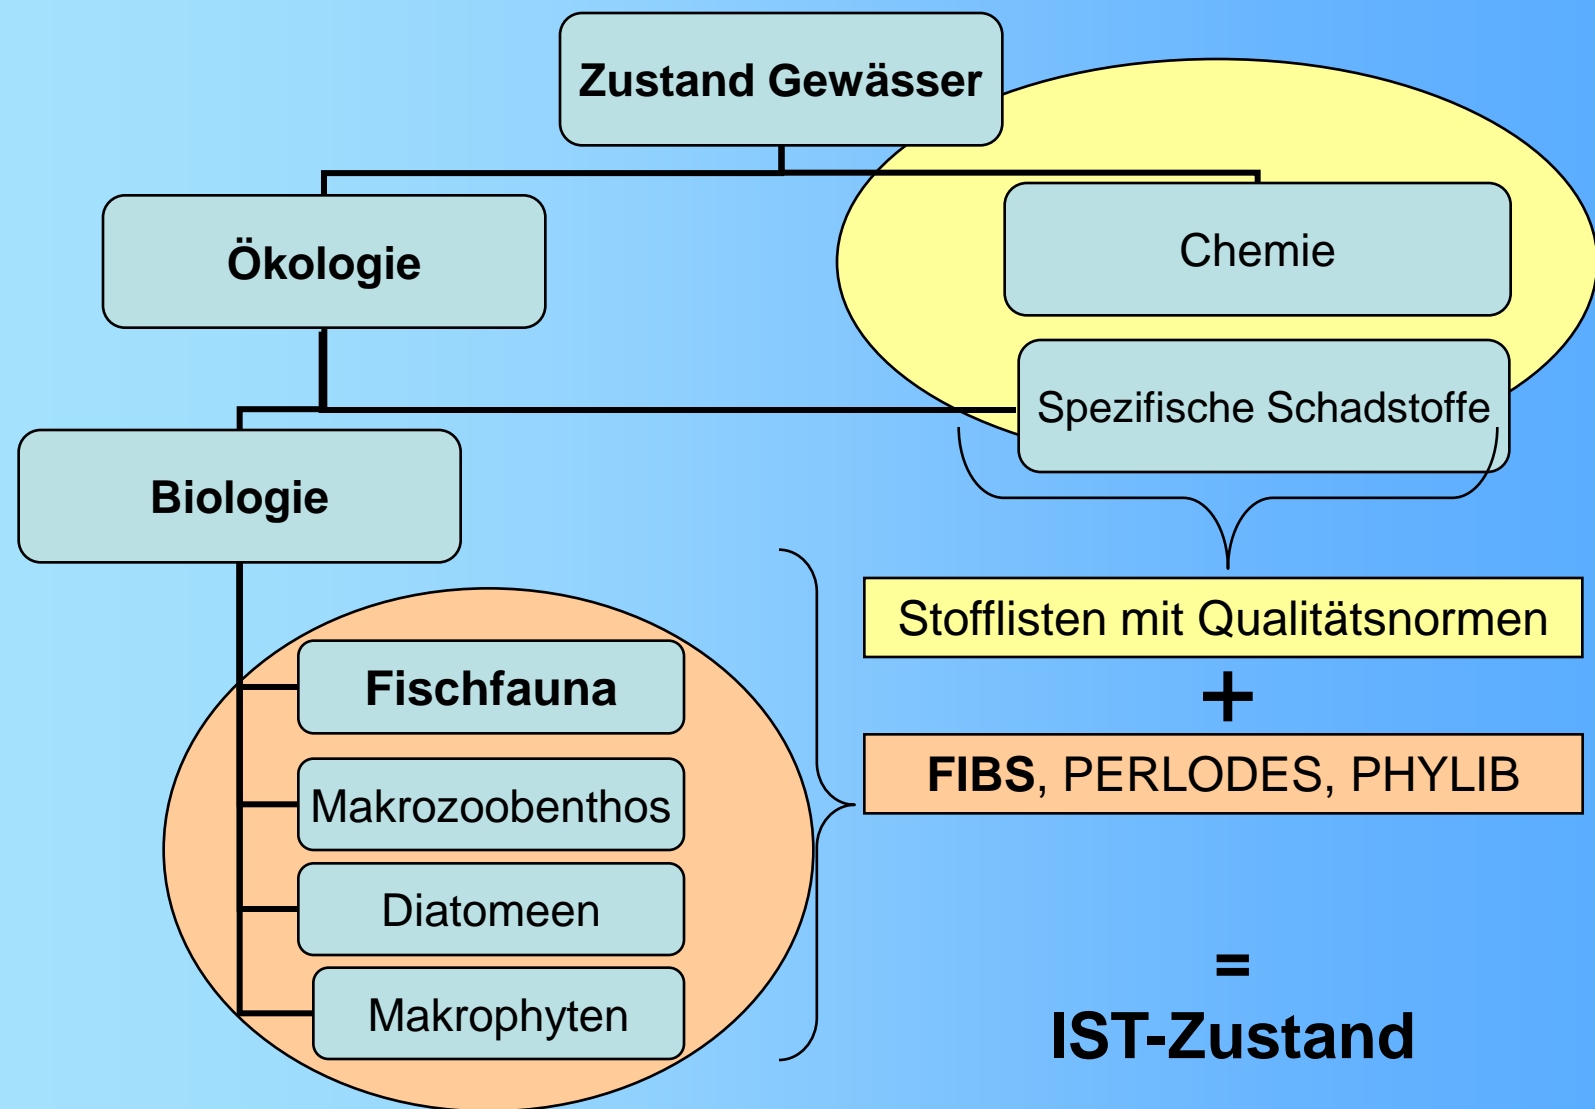 Zustand Gewässer
Ökologie
Chemie
Spezifische Schadstoffe
Biologie
Stofflisten mit Qualitätsnormen
+
Fischfauna
FIBS, PERLODES, PHYLIB
Makrozoobenthos
Diatomeen
=
Makrophyten
IST-Zustand